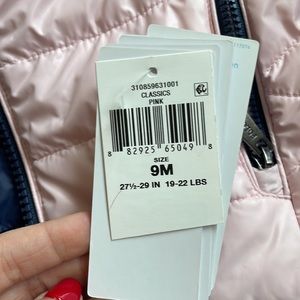 310859631001
CLASSICS
PINK
8 82925 65049 8
SIZE
9M
27½-29 IN 19-22 LBS